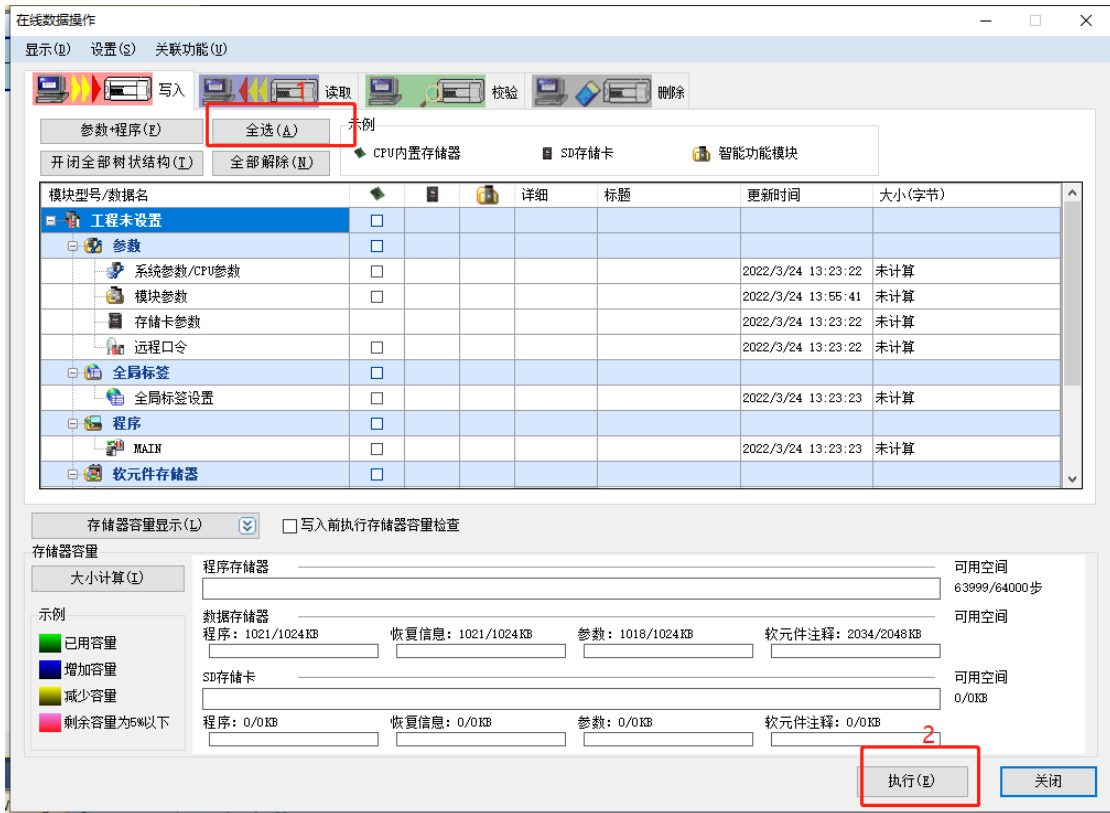 在线数据操作
显示(D) 设置(S) 关联功能(U)
写入 读取 校验 删除
1
参数+程序(F) 全选(A) 示例
开闭全部树状结构(T) 全部解除(N) CPU内置存储器 SD存储卡 智能功能模块
模块型号/数据名 详细 标题 更新时间 大小(字节)
工程未设置
参数
系统参数/CPU参数 2022/3/24 13:23:22 未计算
模块参数 2022/3/24 13:55:41 未计算
存储卡参数 2022/3/24 13:23:22 未计算
远程口令 2022/3/24 13:23:22 未计算
全局标签
全局标签设置 2022/3/24 13:23:23 未计算
程序
MAIN 2022/3/24 13:23:23 未计算
软元件存储器
存储器容量显示(L) 写入前执行存储器容量检查
存储器容量
大小计算(I)
程序存储器 可用空间
63999/64000步
示例
已用容量
增加容量
减少容量
剩余容量为5%以下
数据存储器 可用空间
程序: 1021/1024KB 恢复信息: 1021/1024KB 参数: 1018/1024KB 软元件注释: 2034/2048KB
SD存储卡 可用空间
0/0KB
程序: 0/0KB 恢复信息: 0/0KB 参数: 0/0KB 软元件注释: 0/0KB
2
执行(E) 关闭